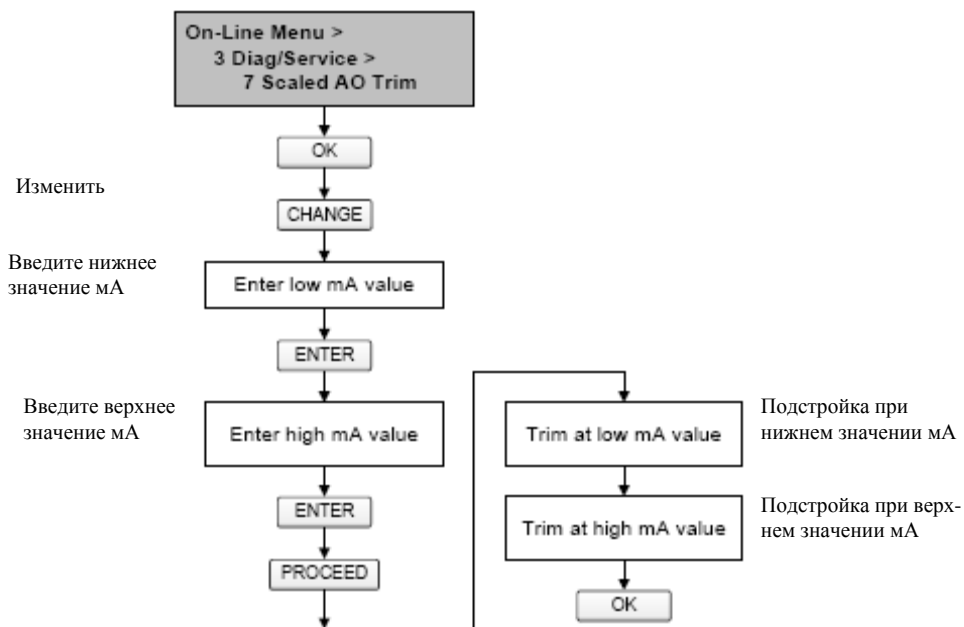 On-Line Menu >
3 Diag/Service >
7 Scaled AO Trim
OK
Изменить
CHANGE
Введите нижнее
значение мА
Enter low mA value
ENTER
Введите верхнее
значение мА
Enter high mA value
ENTER
PROCEED
Trim at low mA value
Подстройка при
нижнем значении мА
Trim at high mA value
Подстройка при верх-
нем значении мА
OK